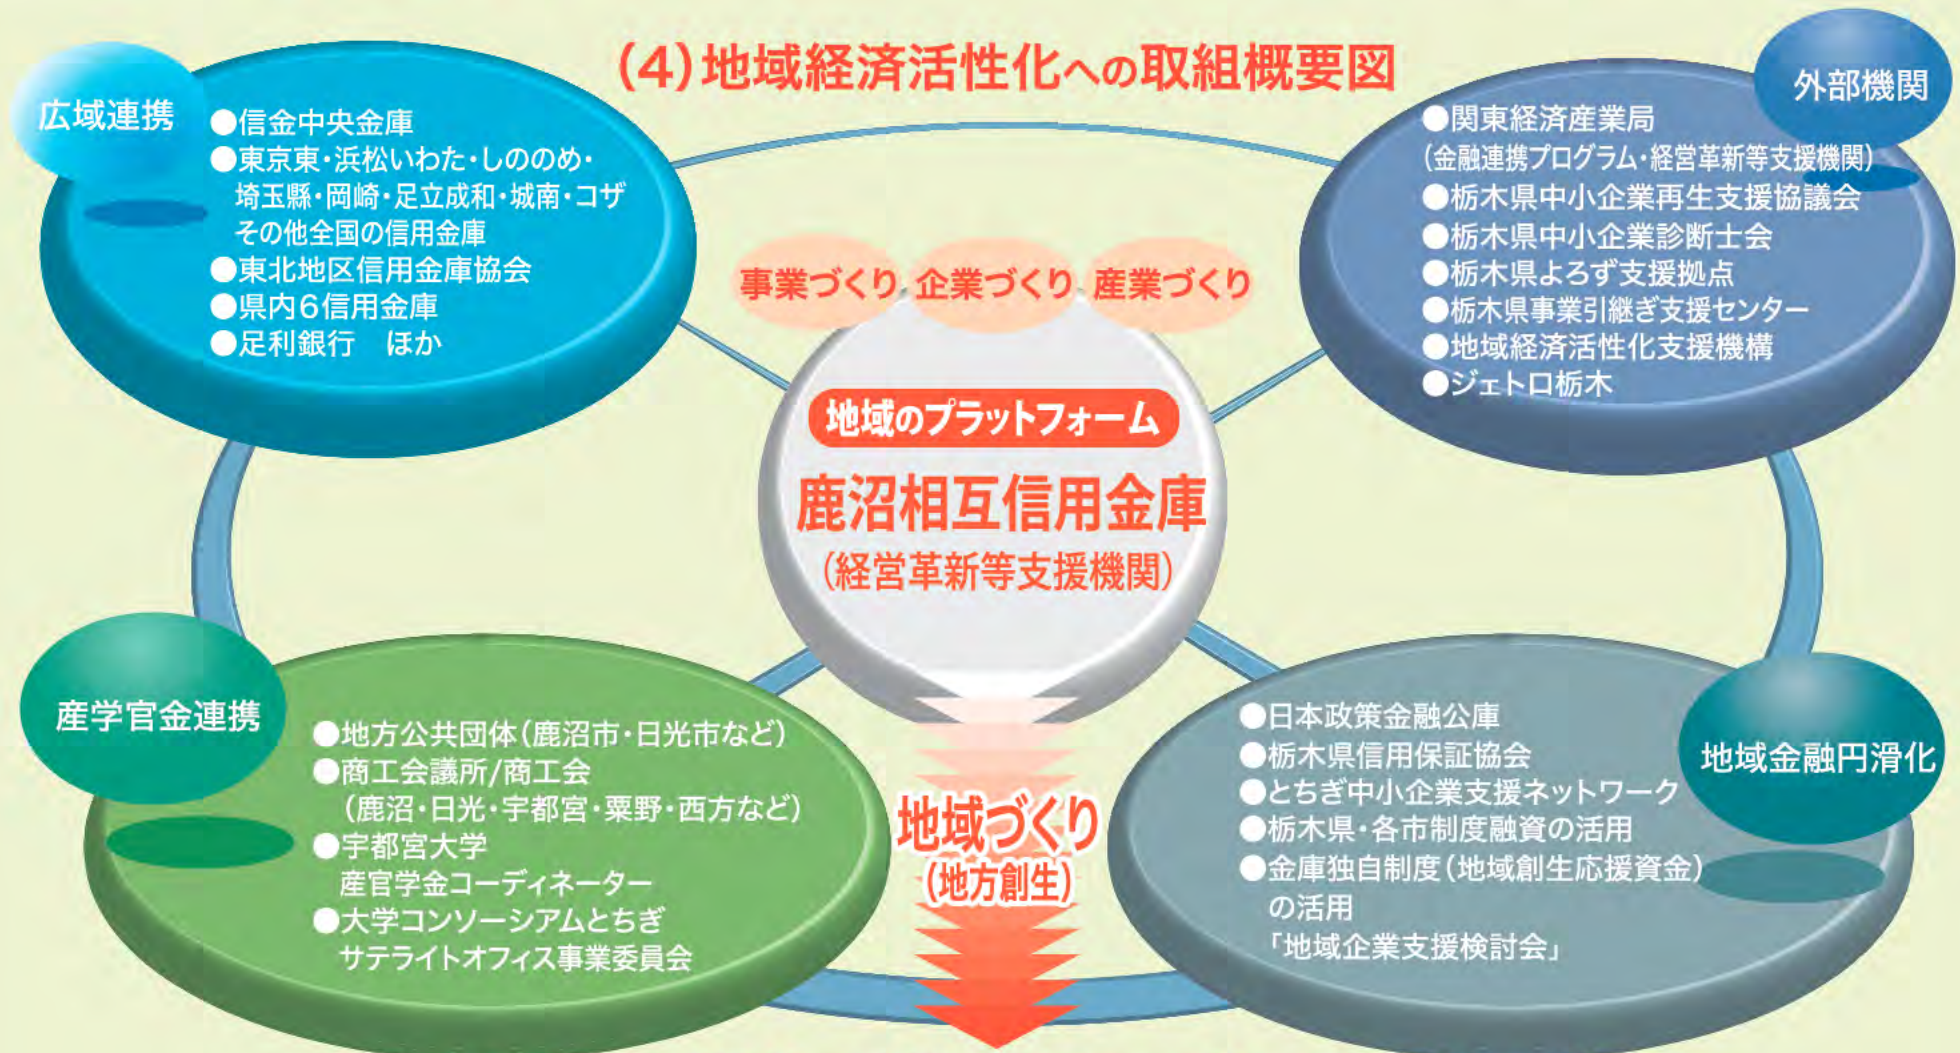 (4)地域経済活性化への取組概要図
広域連携
●信金中央金庫
●東京東・浜松いわた・しののめ・
埼玉縣・岡崎・足立成和・城南・コザ
その他全国の信用金庫
●東北地区信用金庫協会
●県内6信用金庫
●足利銀行　ほか
外部機関
●関東経済産業局
(金融連携プログラム・経営革新等支援機関)
●栃木県中小企業再生支援協議会
●栃木県中小企業診断士会
●栃木県よろず支援拠点
●栃木県事業引継ぎ支援センター
●地域経済活性化支援機構
●ジェトロ栃木
事業づくり 企業づくり 産業づくり
地域のプラットフォーム
鹿沼相互信用金庫
(経営革新等支援機関)
産学官金連携
●地方公共団体(鹿沼市・日光市など)
●商工会議所/商工会
(鹿沼・日光・宇都宮・粟野・西方など)
●宇都宮大学
産官学金コーディネーター
●大学コンソーシアムとちぎ
サテライトオフィス事業委員会
地域づくり
(地方創生)
地域金融円滑化
●日本政策金融公庫
●栃木県信用保証協会
●とちぎ中小企業支援ネットワーク
●栃木県・各市制度融資の活用
●金庫独自制度(地域創生応援資金)
の活用
「地域企業支援検討会」